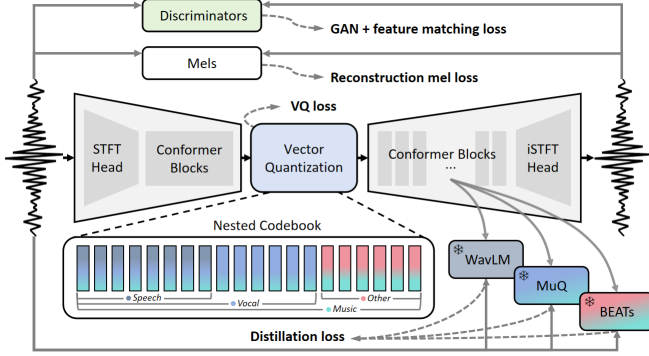 Discriminators
GAN + feature matching loss
Mels
Reconstruction mel loss
VQ loss
STFT
Head
Conformer
Blocks
Vector
Quantization
Conformer Blocks
...
iSTFT
Head
Nested Codebook
Speech
Vocal
Other
Music
WavLM
MuQ
BEATs
Distillation loss